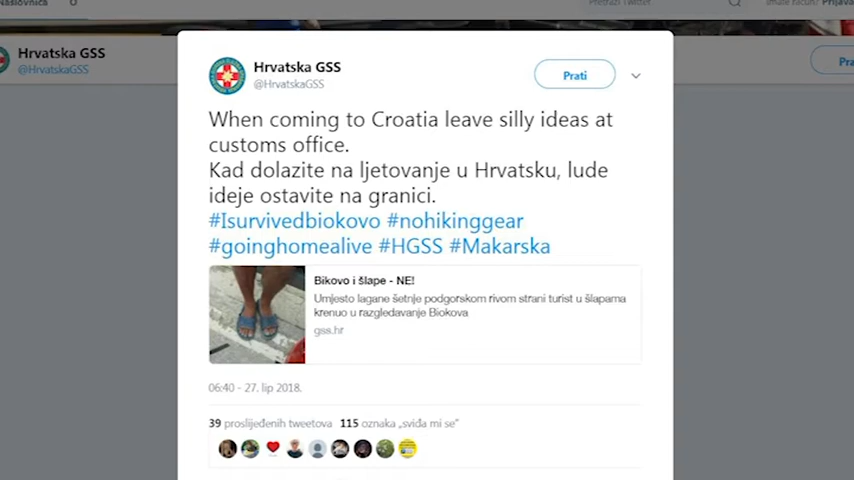 Naslovnica
Pretraži Twitter
Imate račun? Prijava
Hrvatska GSS
@HrvatskaGSS
Hrvatska GSS
@HrvatskaGSS
Prati
When coming to Croatia leave silly ideas at
customs office.
Kad dolazite na ljetovanje u Hrvatsku, lude
ideje ostavite na granici.
#Isurvivedbiokovo #nohikinggear
#goinghomealive #HGSS #Makarska
Bikovo i šlape - NE!
Umjesto lagane šetnje podgorskom rivom strani turist u šlapama
krenuo u razgledavanje Biokova
gss.hr
06:40 - 27. lip 2018.
39 proslijeđenih tweetova 115 oznaka „sviđa mi se”